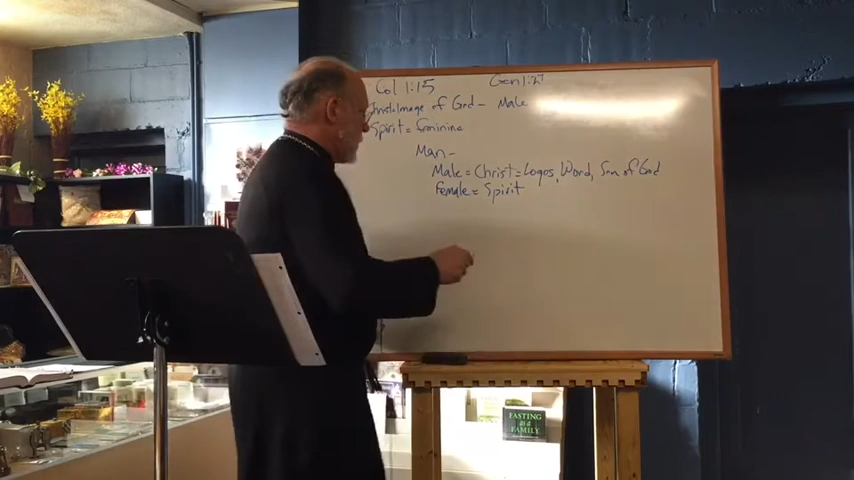 Col 1:15
Gen 1:27
Christ=Image of God - Male
Spirit = Feminine
Man -
Male = Christ = Logos, Word, Son of God
Female = Spirit
FASTING
AS A
FAMILY